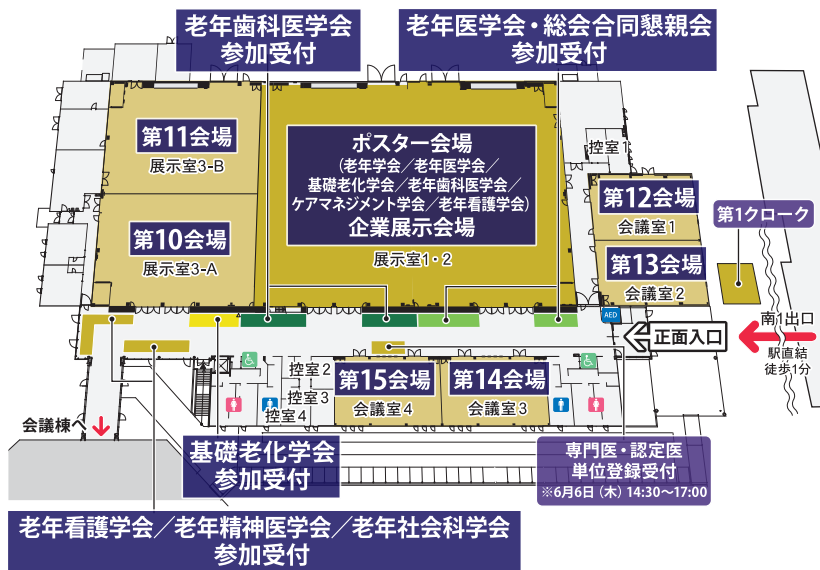 老年歯科医学会
参加受付
老年医学会・総会合同懇親会
参加受付
第11会場
展示室3-B
ポスター会場
(老年学会／老年医学会／
基礎老化学会／老年歯科医学会／
ケアマネジメント学会／老年看護学会)
企業展示会場
展示室1・2
控室1
第12会場
会議室1
第1クローク
第10会場
展示室3-A
第13会場
会議室2
AED
正面入口
南1出口
駅直結
徒歩1分
控室2
控室3
控室4
第15会場
会議室4
第14会場
会議室3
会議棟へ
基礎老化学会
参加受付
専門医・認定医
単位登録受付
※6月6日（木）14:30～17:00
老年看護学会／老年精神医学会／老年社会科学会
参加受付